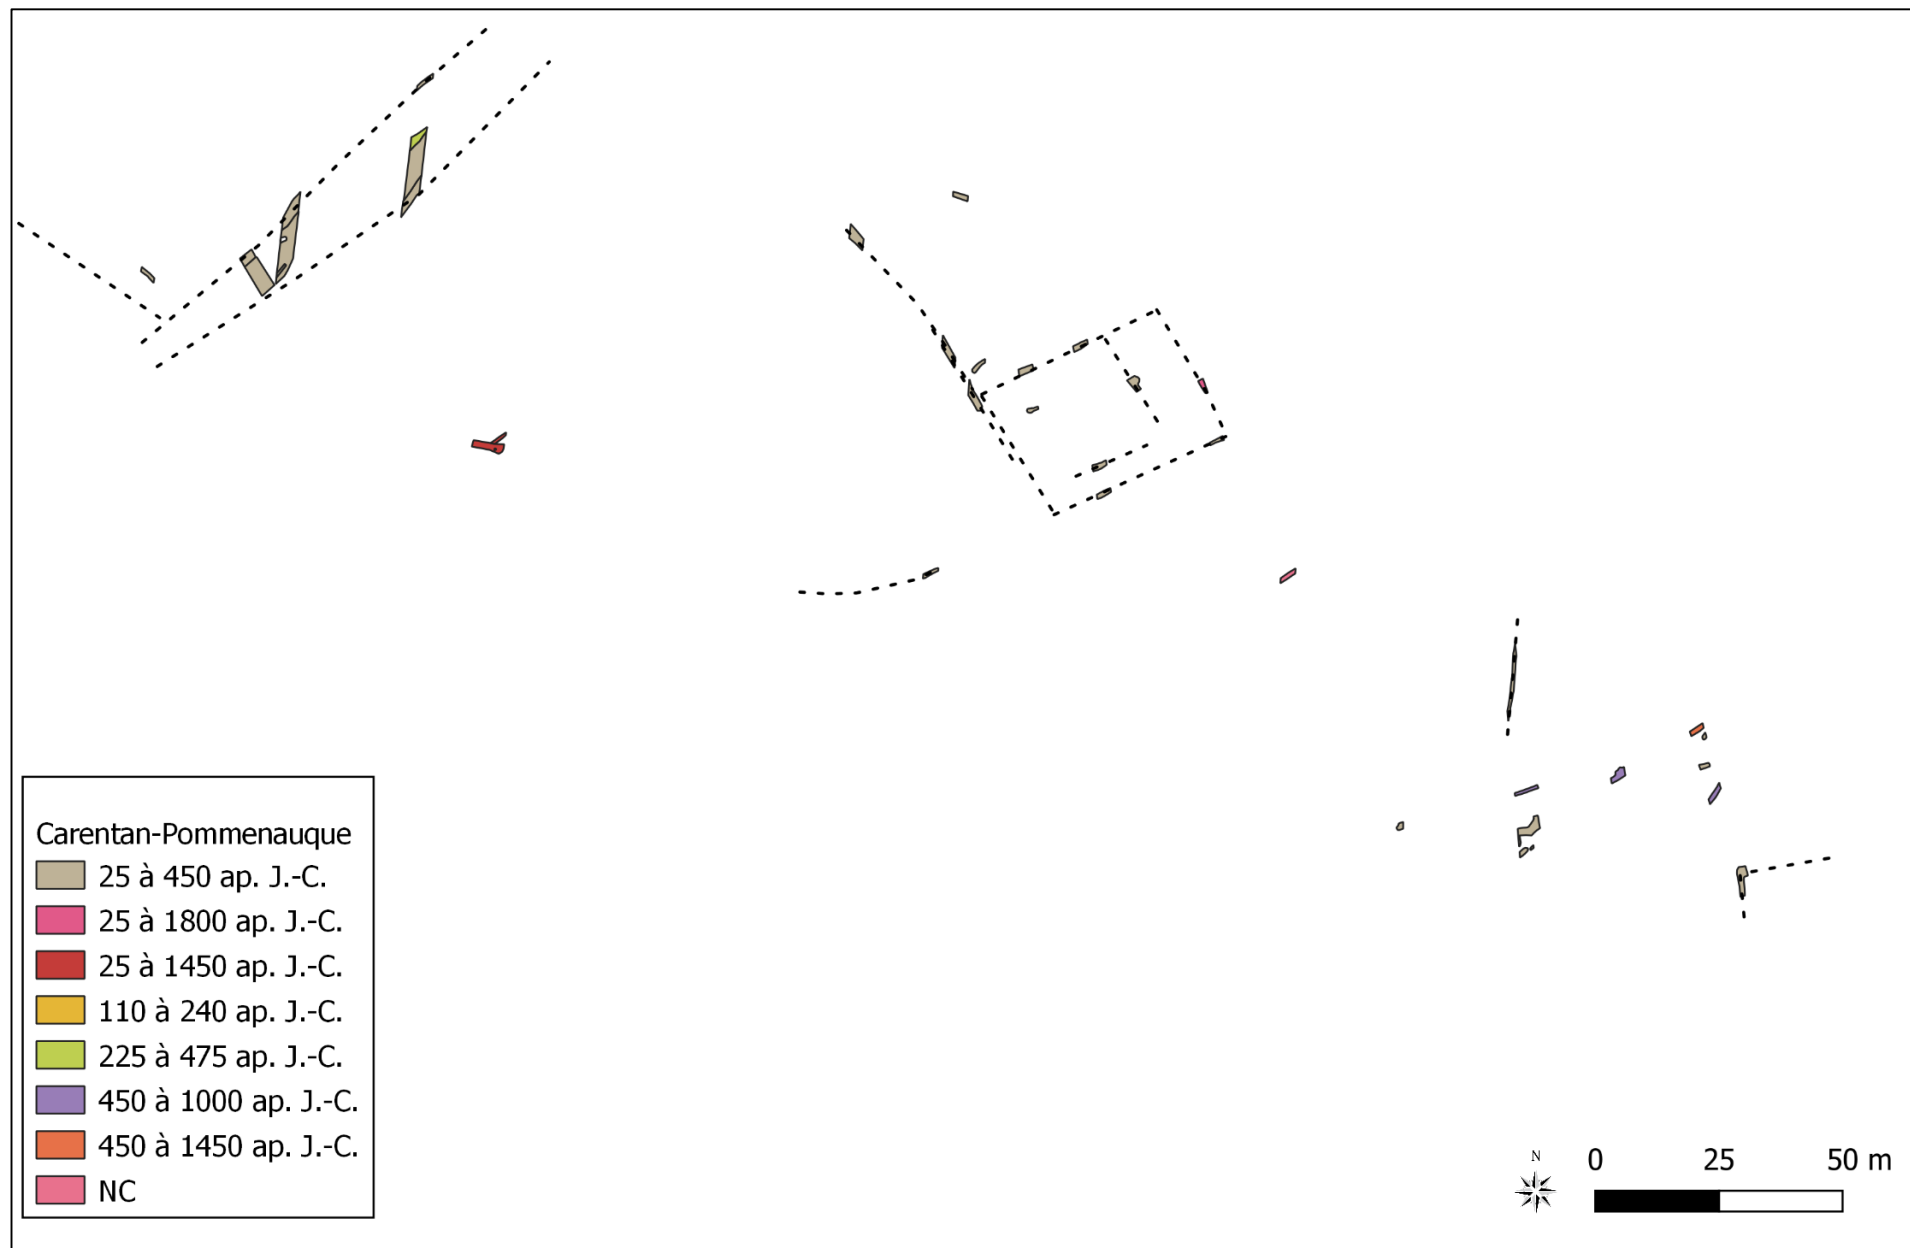 Carentan-Pommenauque
25 à 450 ap. J.-C.
25 à 1800 ap. J.-C.
25 à 1450 ap. J.-C.
110 à 240 ap. J.-C.
225 à 475 ap. J.-C.
450 à 1000 ap. J.-C.
450 à 1450 ap. J.-C.
NC
N
0 25 50 m